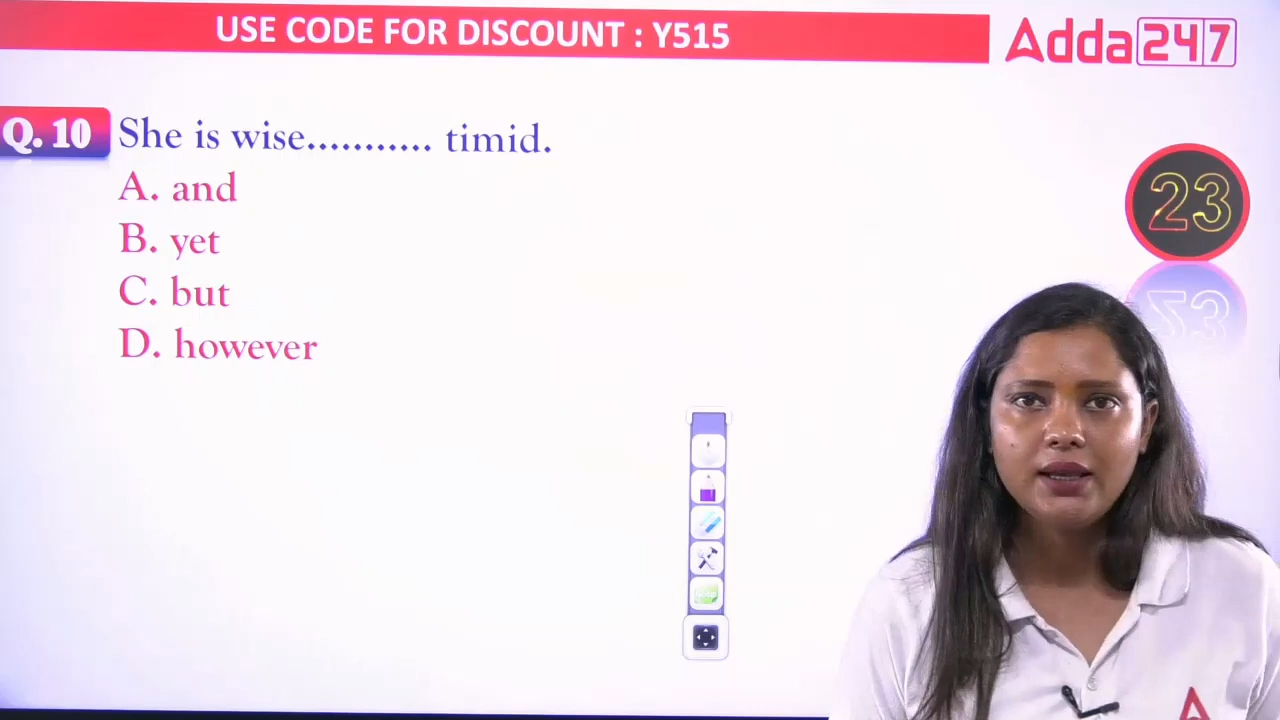 USE CODE FOR DISCOUNT : Y515
Adda247
Q. 10 She is wise........... timid.
A. and
B. yet
C. but
D. however
23